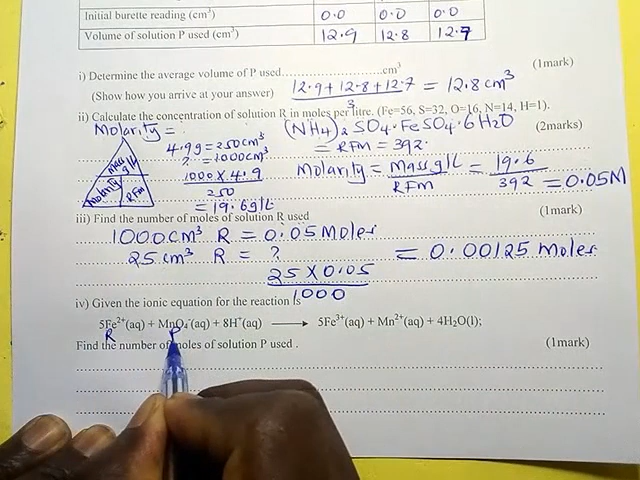 Initial burette reading (cm³) 0.0 0.0 0.0
Volume of solution P used (cm³) 12.9 12.8 12.7
i) Determine the average volume of P used……………………cm³ (1mark)
(Show how you arrive at your answer) 12.9+12.8+12.7 / 3 = 12.8 cm³
ii) Calculate the concentration of solution R in moles per litre. (Fe=56, S=32, O=16, N=14, H=1).
Molarity = (NH4)2 SO4 · FeSO4 · 6H2O (2marks)
4.9g = 250cm³ = RFM = 392.
? = 1000cm³
mass g/L
molarity RFM
1000 X 4.9 / 250
Molarity = Mass g/L / RFM = 19.6 / 392 = 0.05M
= 19.6g/L
iii) Find the number of moles of solution R used (1mark)
1000cm³ R = 0.05 Moles
25cm³ R = ? = 0.00125 moles
25 X 0.05 / 1000
iv) Given the ionic equation for the reaction is
5Fe²⁺(aq) + MnO₄⁻(aq) + 8H⁺(aq) ⟶ 5Fe³⁺(aq) + Mn²⁺(aq) + 4H₂O(l);
R P
Find the number of moles of solution P used . (1mark)